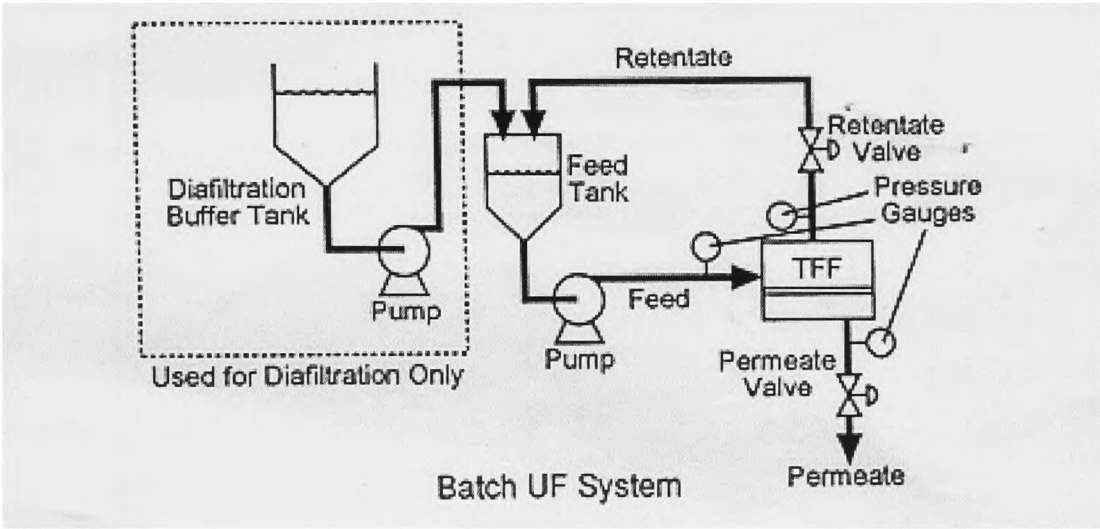 Retentate
Retentate
Valve
Pressure
Gauges
Diafiltration
Buffer Tank
Feed
Tank
TFF
Pump
Feed
Pump
Permeate
Valve
Used for Diafiltration Only
Permeate
Batch UF System